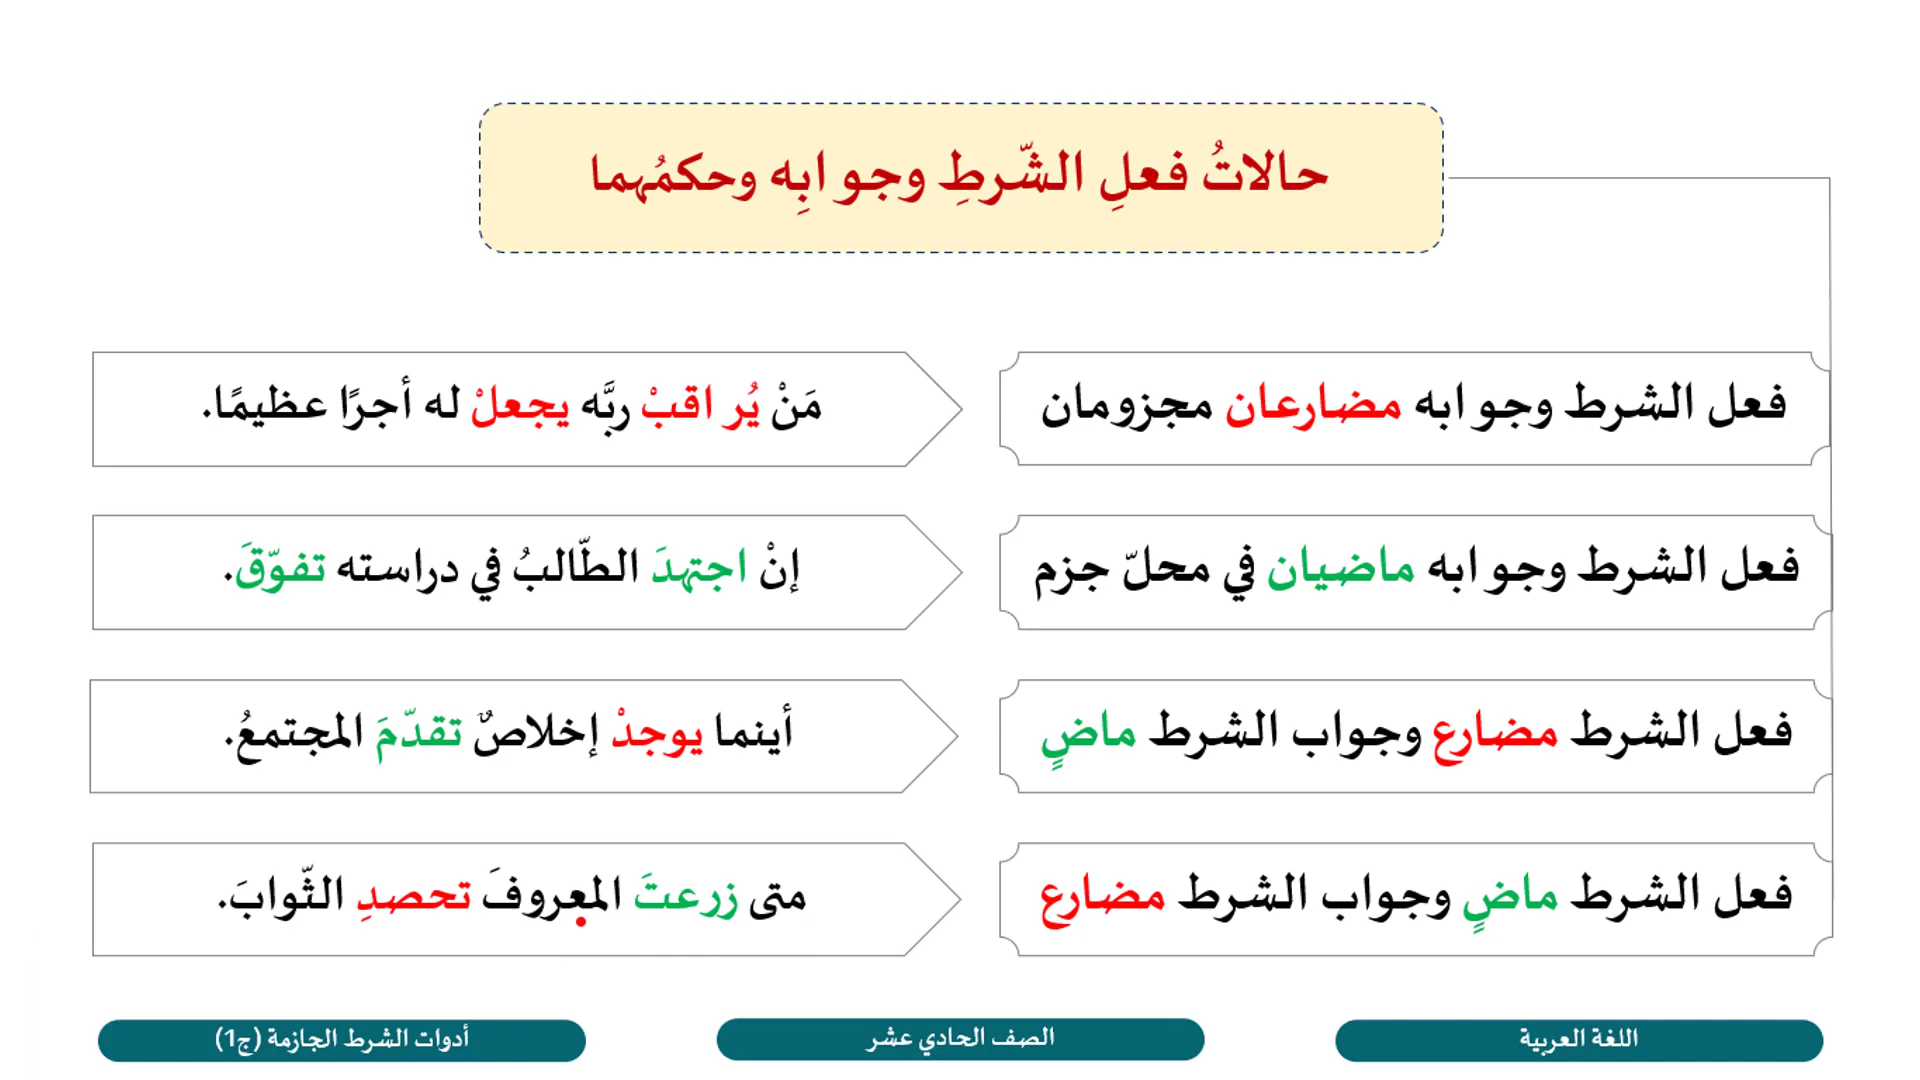 حالاتُ فعلِ الشّرطِ وجوابِه وحكمُهما
فعل الشرط وجوابه مضارعان مجزومان
مَنْ يُراقبْ ربَّه يجعلْ له أجرًا عظيمًا.
فعل الشرط وجوابه ماضيان في محلّ جزم
إنْ اجتهدَ الطّالبُ في دراسته تفوّقَ.
فعل الشرط مضارع وجواب الشرط ماضٍ
أينما يوجدْ إخلاصٌ تقدّمَ المجتمعُ.
فعل الشرط ماضٍ وجواب الشرط مضارع
متى زرعتَ المعروفَ تحصدِ الثّوابَ.
اللغة العربية
الصف الحادي عشر
أدوات الشرط الجازمة (ج1)